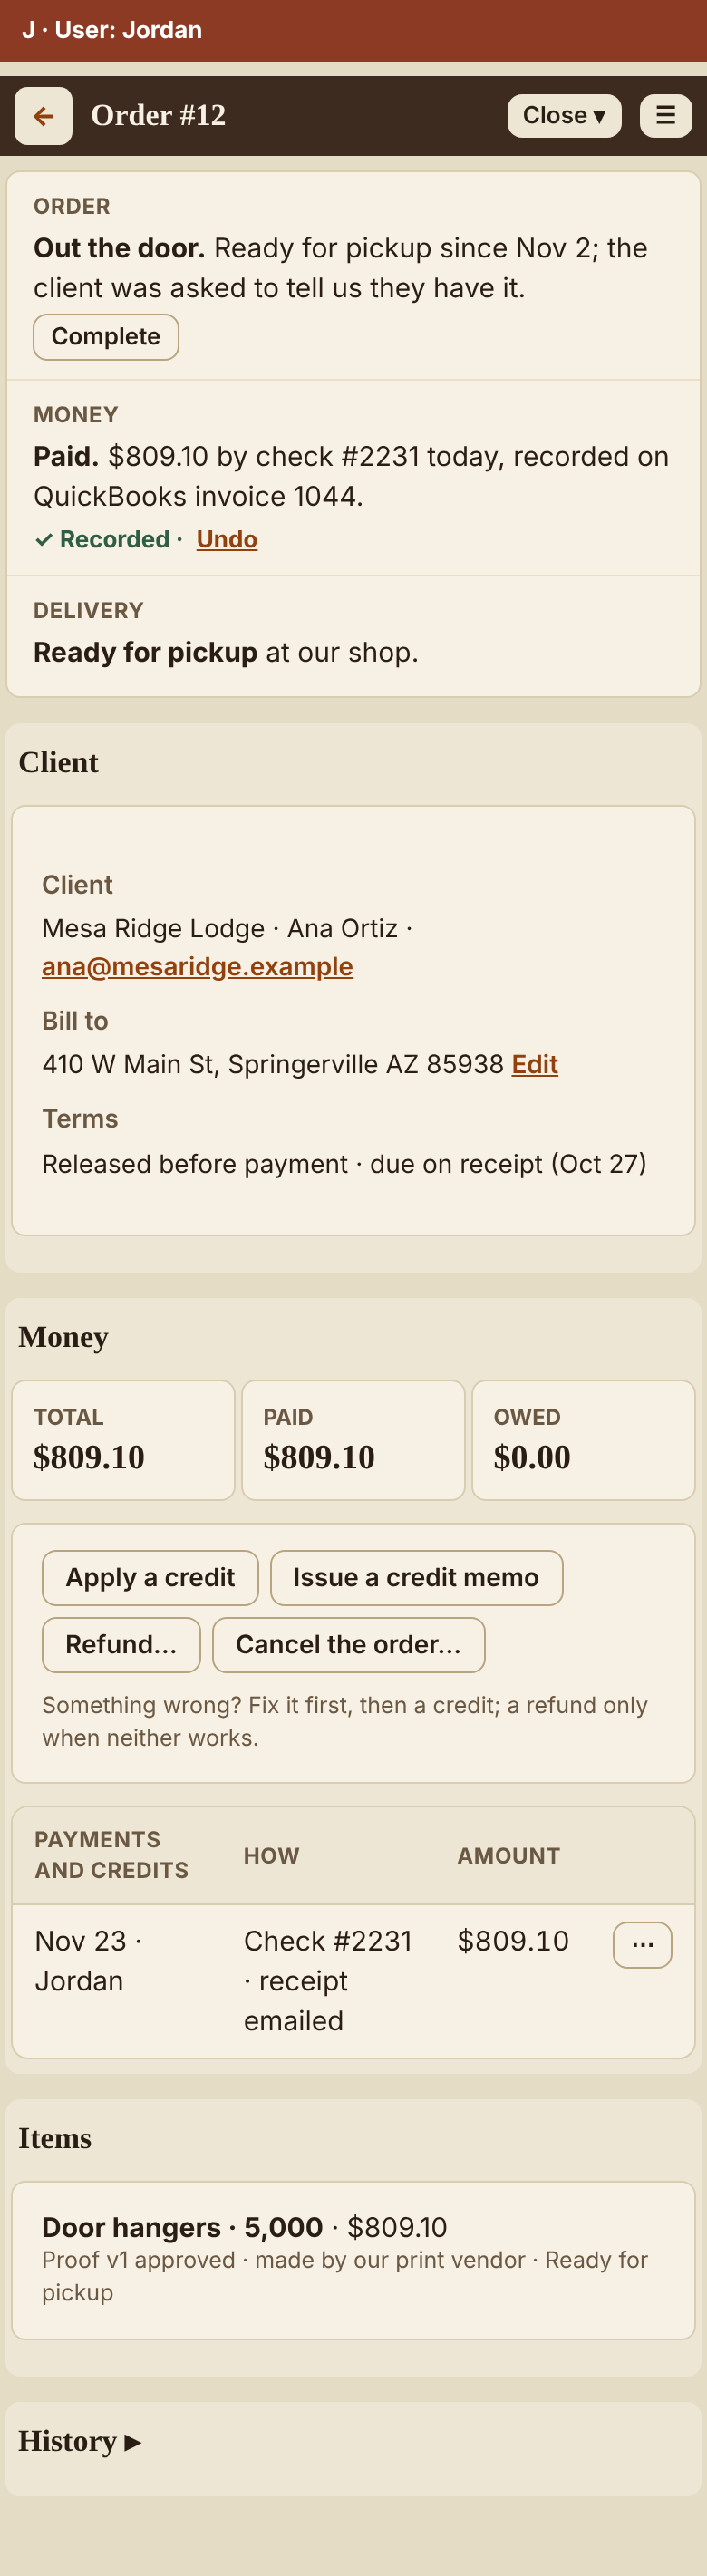 J · User: Jordan
← Order #12 Close ▾ ☰
ORDER
Out the door. Ready for pickup since Nov 2; the
client was asked to tell us they have it.
Complete
MONEY
Paid. $809.10 by check #2231 today, recorded on
QuickBooks invoice 1044.
✓ Recorded · Undo
DELIVERY
Ready for pickup at our shop.
Client
Client
Mesa Ridge Lodge · Ana Ortiz ·
ana@mesaridge.example
Bill to
410 W Main St, Springerville AZ 85938 Edit
Terms
Released before payment · due on receipt (Oct 27)
Money
TOTAL PAID OWED
$809.10 $809.10 $0.00
Apply a credit Issue a credit memo
Refund... Cancel the order...
Something wrong? Fix it first, then a credit; a refund only
when neither works.
PAYMENTS
AND CREDITS HOW AMOUNT
Nov 23 · Check #2231 $809.10 ...
Jordan · receipt
emailed
Items
Door hangers · 5,000 · $809.10
Proof v1 approved · made by our print vendor · Ready for
pickup
History ▸